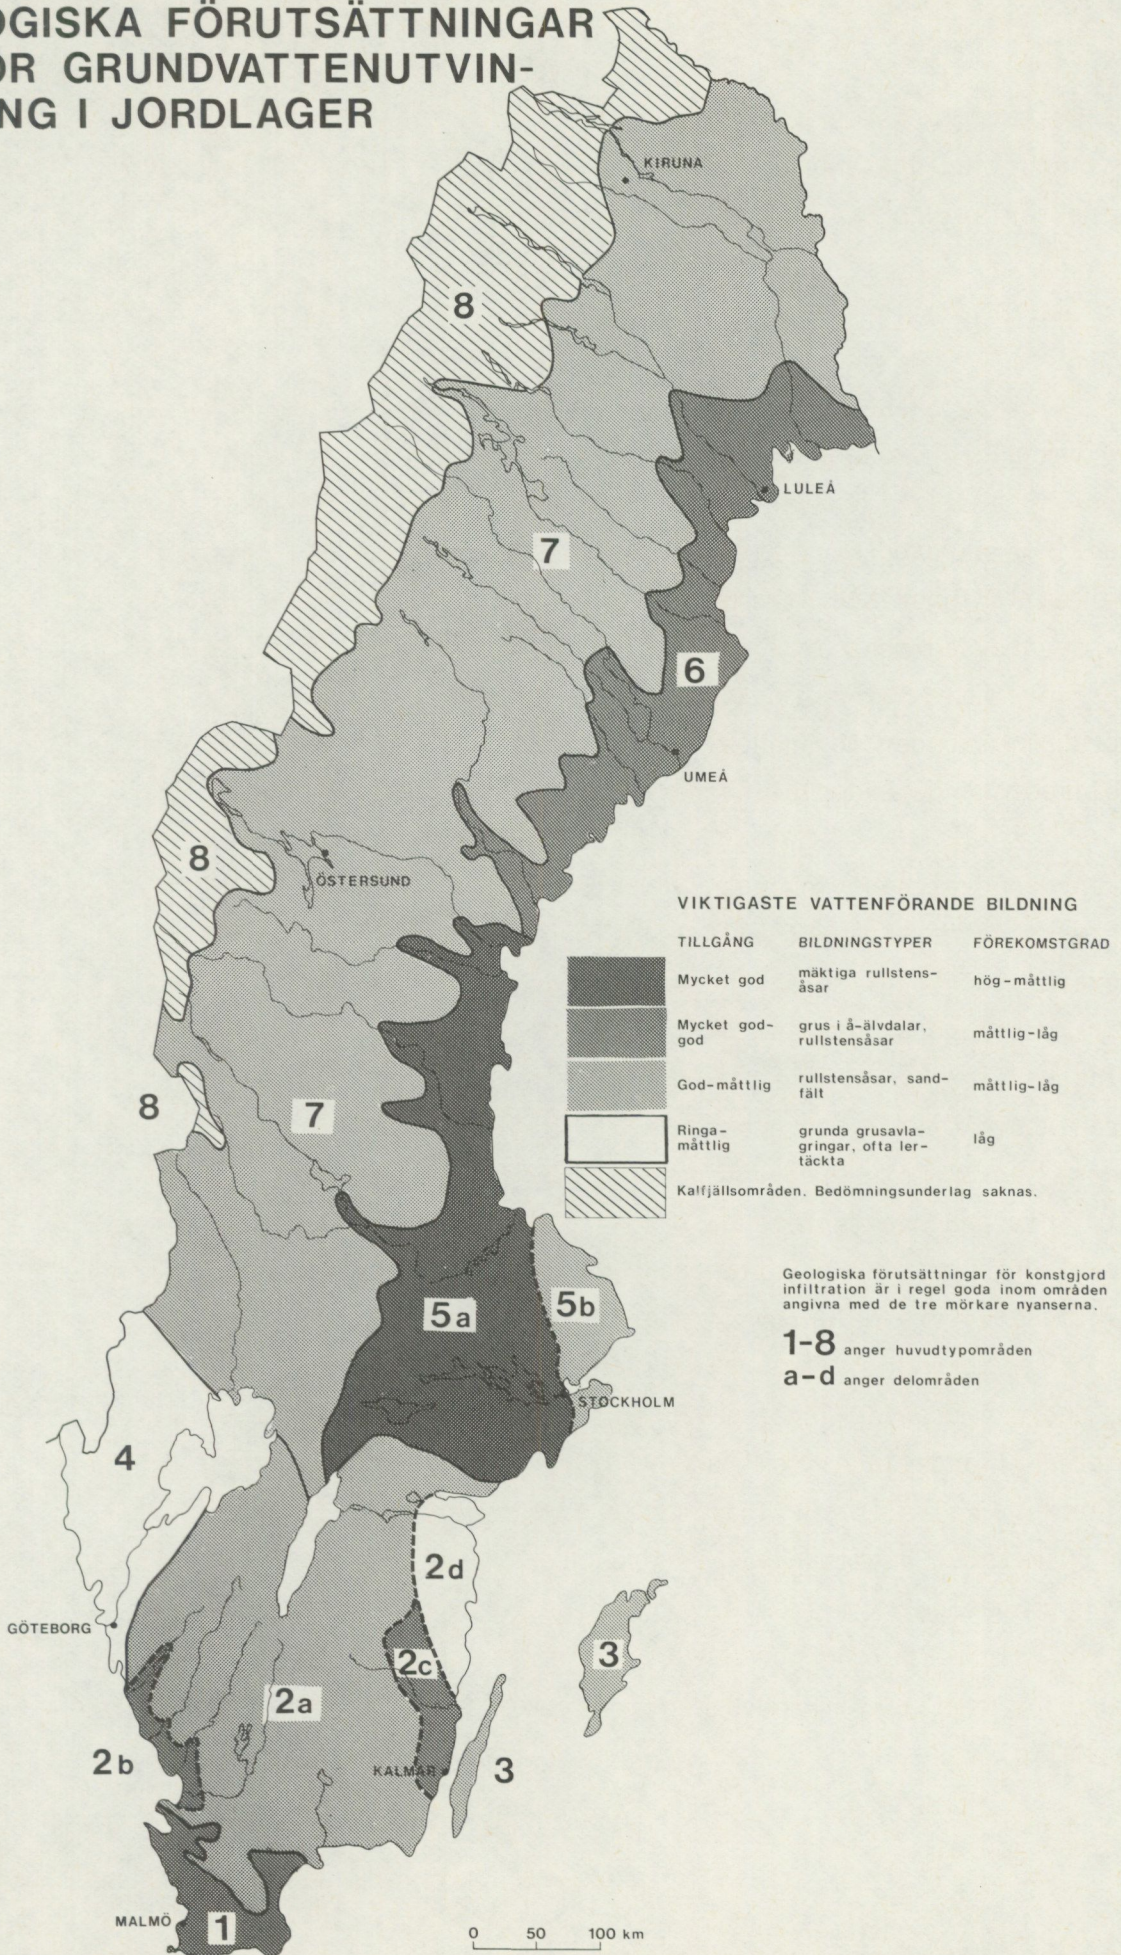 OGISKA FÖRUTSÄTTNINGAR
ÖR GRUNDVATTENUTVIN-
NG I JORDLAGER
KIRUNA
8
LULEÅ
7
6
UMEÅ
8
ÖSTERSUND
VIKTIGASTE VATTENFÖRANDE BILDNING
TILLGÅNG BILDNINGSTYPER FÖREKOMSTGRAD
Mycket god mäktiga rullstens-
åsar hög-måttlig
Mycket god-
god grus i å-älvdalar,
rullstensåsar måttlig-låg
God-måttlig rullstensåsar, sand-
fält måttlig-låg
Ringa-
måttlig grunda grusavla-
gringar, ofta ler-
täckta låg
Kalfjällsområden. Bedömningsunderlag saknas.
8
7
Geologiska förutsättningar för konstgjord
infiltration är i regel goda inom områden
angivna med de tre mörkare nyanserna.
1-8 anger huvudtypområden
a-d anger delområden
5a
5b
STOCKHOLM
4
2d
GÖTEBORG
2c
3
2a
2b
KALMAR
3
MALMÖ
1
0 50 100 km